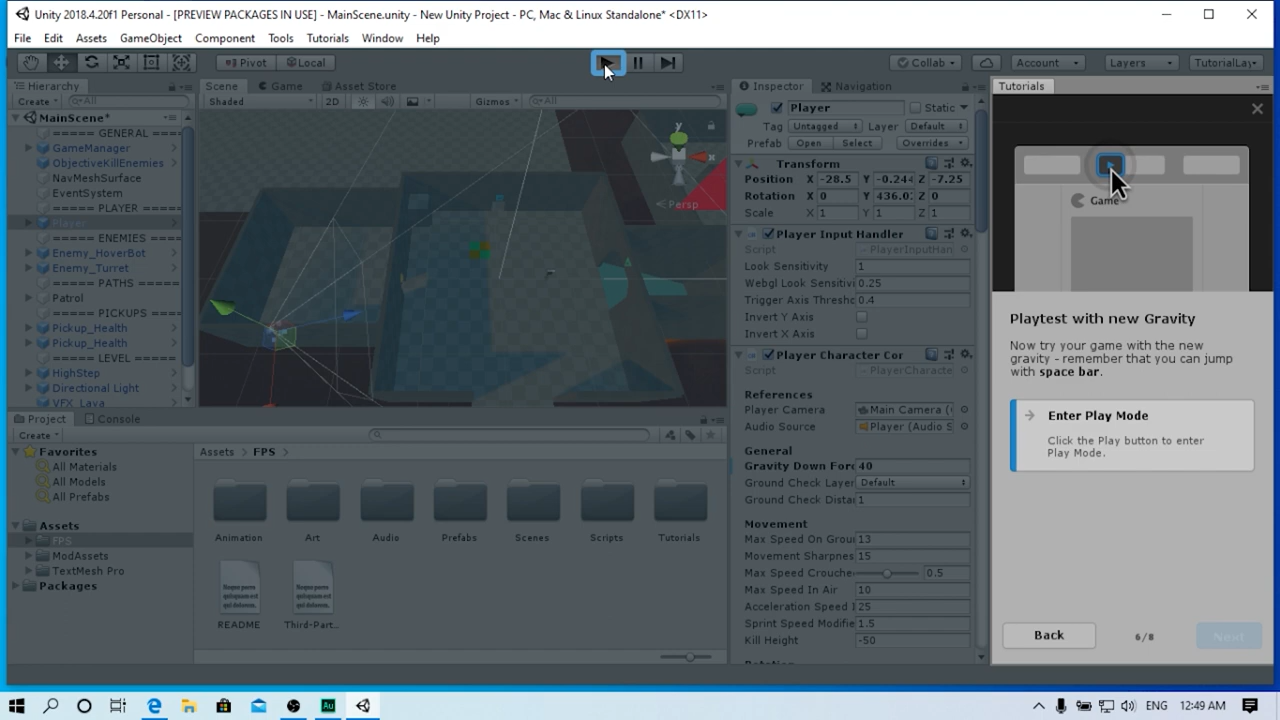 Unity 2018.4.20f1 Personal - [PREVIEW PACKAGES IN USE] - MainScene.unity - New Unity Project - PC, Mac & Linux Standalone* <DX11>
File Edit Assets GameObject Component Tools Tutorials Window Help
Pivot Local Collab Account Layers TutorialLay
Hierarchy Scene Game Asset Store Inspector Navigation Tutorials
Create All Shaded 2D Gizmos All Player Static
MainScene* Tag Untagged Layer Default
===== GENERAL ==== Prefab Open Select Overrides
GameManager Transform
ObjectiveKillEnemies Position X -28.5 Y -0.244 Z -7.25
NavMeshSurface Rotation X 0 Y 436.0 Z 0
EventSystem Scale X 1 Y 1 Z 1
===== PLAYER ==== y x Persp
Player Player Input Handler
===== ENEMIES ==== Script PlayerInputHan
Enemy_HoverBot Look Sensitivity 1
Enemy_Turret Webgl Look Sensitivi 0.25
===== PATHS ==== Trigger Axis Thresho 0.4
Patrol Invert Y Axis
===== PICKUPS ==== Invert X Axis
Pickup_Health Player Character Cor
Pickup_Health Script PlayerCharacte
===== LEVEL ==== References
HighStep Player Camera Main Camera (
Directional Light Audio Source Player (Audio S
VFX_Lava
Project Console General
Create Gravity Down Forc 40
Favorites Assets FPS Ground Check Layer Default
All Materials Ground Check Distan 1
All Models
All Prefabs Movement
Assets Max Speed On Groun 13
FPS Animation Art Audio Prefabs Scenes Scripts Tutorials
ModAssets Movement Sharpnes 15
TextMesh Pro Max Speed Crouche 0.5
Packages Max Speed In Air 10
Acceleration Speed I 25
README Third-Part... Sprint Speed Modifie 1.5
Kill Height -50
Game
Playtest with new Gravity
Now try your game with the new
gravity - remember that you can jump
with space bar.
Enter Play Mode
Click the Play button to enter
Play Mode.
Back 6/8 Next
Au ENG 12:49 AM